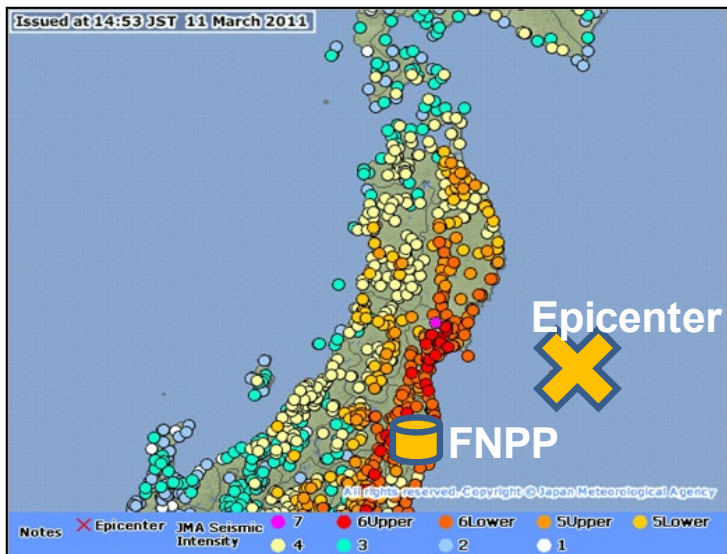 Issued at 14:53 JST 11 March 2011
Epicenter
FNPP
All rights reserved. Copyright © Japan Meteorological Agency
Notes Epicenter JMA Seismic Intensity 7 6Upper 6Lower 5Upper 5Lower
4 3 2 1